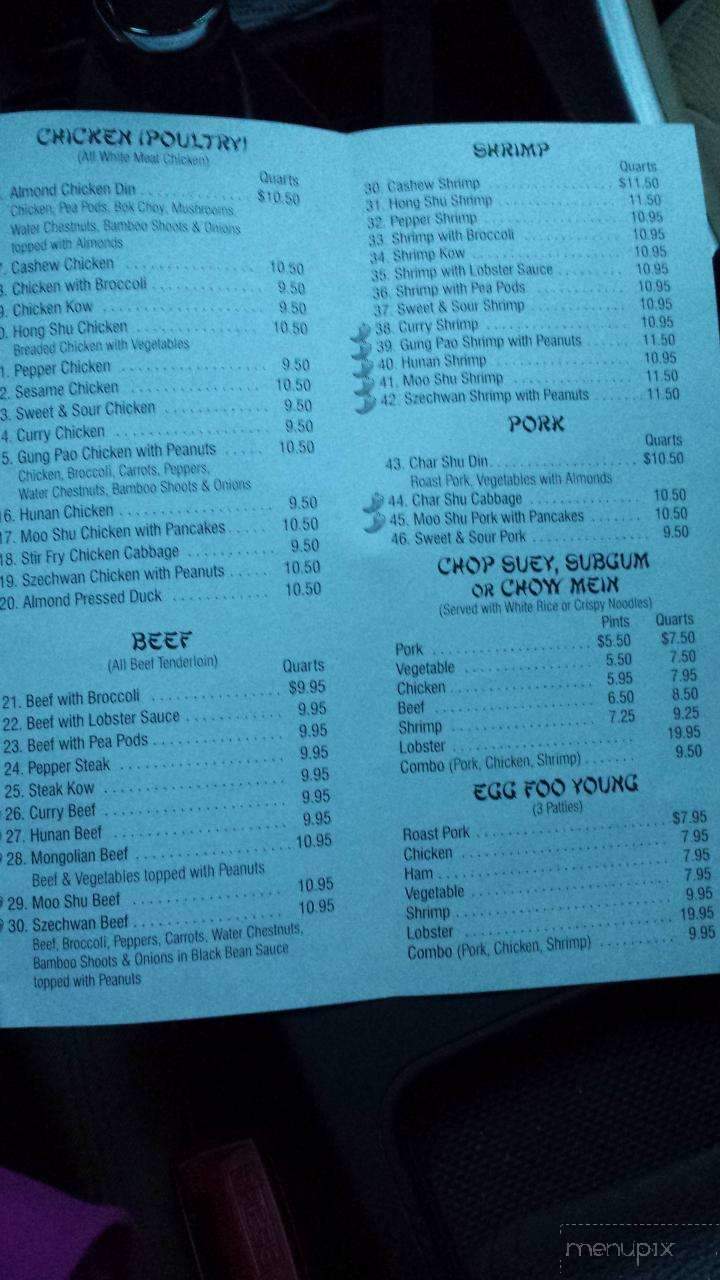 CHICKEN (POULTRY)
(All White Meat Chicken)
Quarts
Almond Chicken Din $10.50
Chicken, Pea Pods, Bok Choy, Mushrooms,
Water Chestnuts, Bamboo Shoots & Onions
topped with Almonds
Cashew Chicken 10.50
Chicken with Broccoli 9.50
Chicken Kow 9.50
Hong Shu Chicken 10.50
Breaded Chicken with Vegetables
1. Pepper Chicken 9.50
2. Sesame Chicken 10.50
3. Sweet & Sour Chicken 9.50
4. Curry Chicken 9.50
5. Gung Pao Chicken with Peanuts 10.50
Chicken, Broccoli, Carrots, Peppers,
Water Chestnuts, Bamboo Shoots & Onions
16. Hunan Chicken 9.50
17. Moo Shu Chicken with Pancakes 10.50
18. Stir Fry Chicken Cabbage 9.50
19. Szechwan Chicken with Peanuts 10.50
20. Almond Pressed Duck 10.50
BEEF
(All Beef Tenderloin)
Quarts
21. Beef with Broccoli $9.95
22. Beef with Lobster Sauce 9.95
23. Beef with Pea Pods 9.95
24. Pepper Steak 9.95
25. Steak Kow 9.95
26. Curry Beef 9.95
27. Hunan Beef 9.95
28. Mongolian Beef 10.95
Beef & Vegetables topped with Peanuts
29. Moo Shu Beef 10.95
30. Szechwan Beef 10.95
Beef, Broccoli, Peppers, Carrots, Water Chestnuts,
Bamboo Shoots & Onions in Black Bean Sauce
topped with Peanuts
SHRIMP
Quarts
30. Cashew Shrimp $11.50
31. Hong Shu Shrimp 11.50
32. Pepper Shrimp 10.95
33. Shrimp with Broccoli 10.95
34. Shrimp Kow 10.95
35. Shrimp with Lobster Sauce 10.95
36. Shrimp with Pea Pods 10.95
37. Sweet & Sour Shrimp 10.95
38. Curry Shrimp 10.95
39. Gung Pao Shrimp with Peanuts 11.50
40. Hunan Shrimp 10.95
41. Moo Shu Shrimp 11.50
42. Szechwan Shrimp with Peanuts 11.50
PORK
Quarts
43. Char Shu Din $10.50
Roast Pork, Vegetables with Almonds
44. Char Shu Cabbage 10.50
45. Moo Shu Pork with Pancakes 10.50
46. Sweet & Sour Pork 9.50
CHOP SUEY, SUBGUM
OR CHOW MEIN
(Served with White Rice or Crispy Noodles)
Pints Quarts
Pork $5.50 $7.50
Vegetable 5.50 7.50
Chicken 5.95 7.95
Beef 6.50 8.50
Shrimp 7.25 9.25
Lobster 19.95
Combo (Pork, Chicken, Shrimp) 9.50
EGG FOO YOUNG
(3 Patties)
Roast Pork $7.95
Chicken 7.95
Ham 7.95
Vegetable 7.95
Shrimp 9.95
Lobster 19.95
Combo (Pork, Chicken, Shrimp) 9.95
menupix